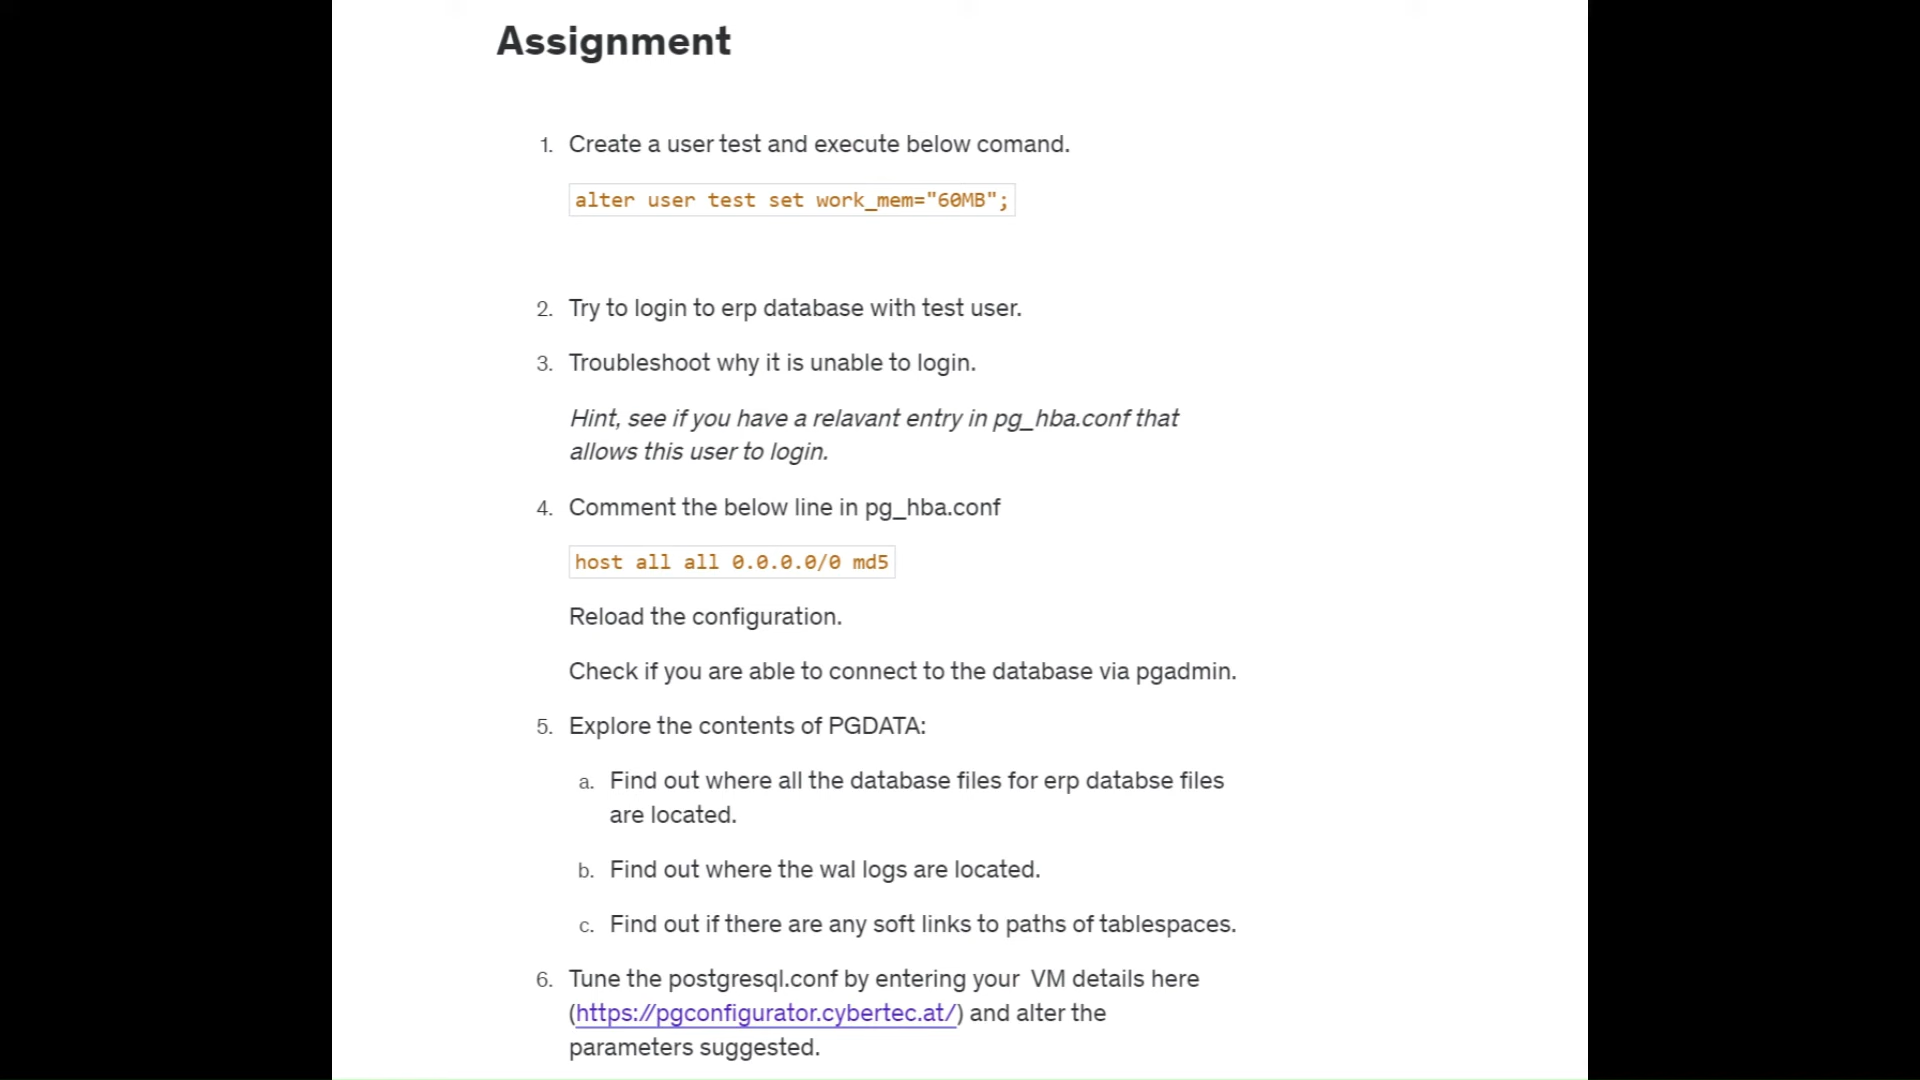 Assignment
1. Create a user test and execute below comand.
alter user test set work_mem="60MB";
2. Try to login to erp database with test user.
3. Troubleshoot why it is unable to login.
Hint, see if you have a relavant entry in pg_hba.conf that
allows this user to login.
4. Comment the below line in pg_hba.conf
host all all 0.0.0.0/0 md5
Reload the configuration.
Check if you are able to connect to the database via pgadmin.
5. Explore the contents of PGDATA:
a. Find out where all the database files for erp databse files
are located.
b. Find out where the wal logs are located.
c. Find out if there are any soft links to paths of tablespaces.
6. Tune the postgresql.conf by entering your VM details here
(https://pgconfigurator.cybertec.at/) and alter the
parameters suggested.